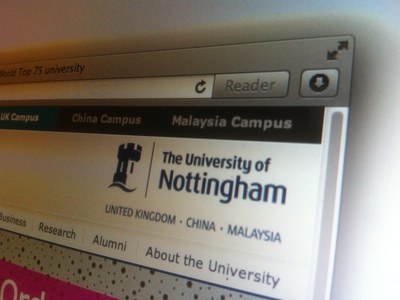 World Top 75 university
Reader
UK Campus China Campus Malaysia Campus
The University of
Nottingham
UNITED KINGDOM · CHINA · MALAYSIA
Business Research Alumni About the University